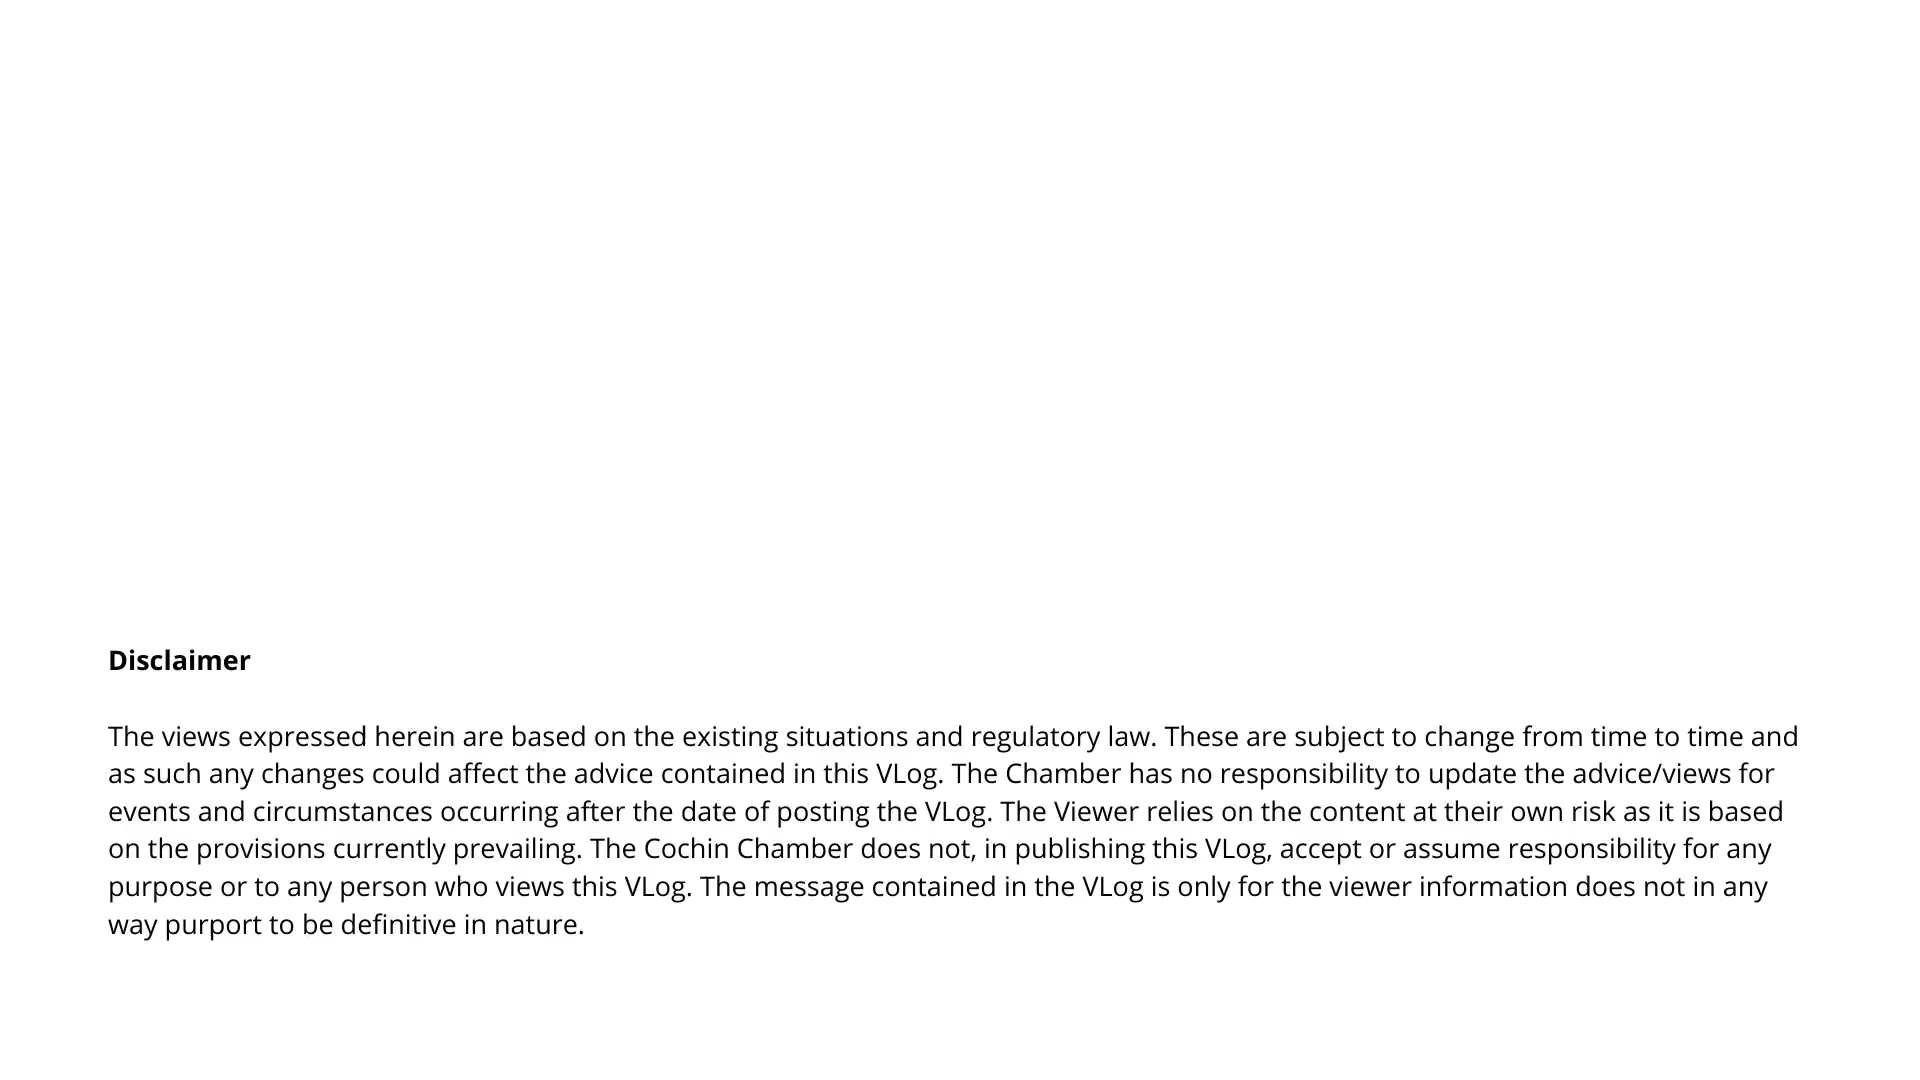 Disclaimer
The views expressed herein are based on the existing situations and regulatory law. These are subject to change from time to time and
as such any changes could affect the advice contained in this VLog. The Chamber has no responsibility to update the advice/views for
events and circumstances occurring after the date of posting the VLog. The Viewer relies on the content at their own risk as it is based
on the provisions currently prevailing. The Cochin Chamber does not, in publishing this VLog, accept or assume responsibility for any
purpose or to any person who views this VLog. The message contained in the VLog is only for the viewer information does not in any
way purport to be definitive in nature.